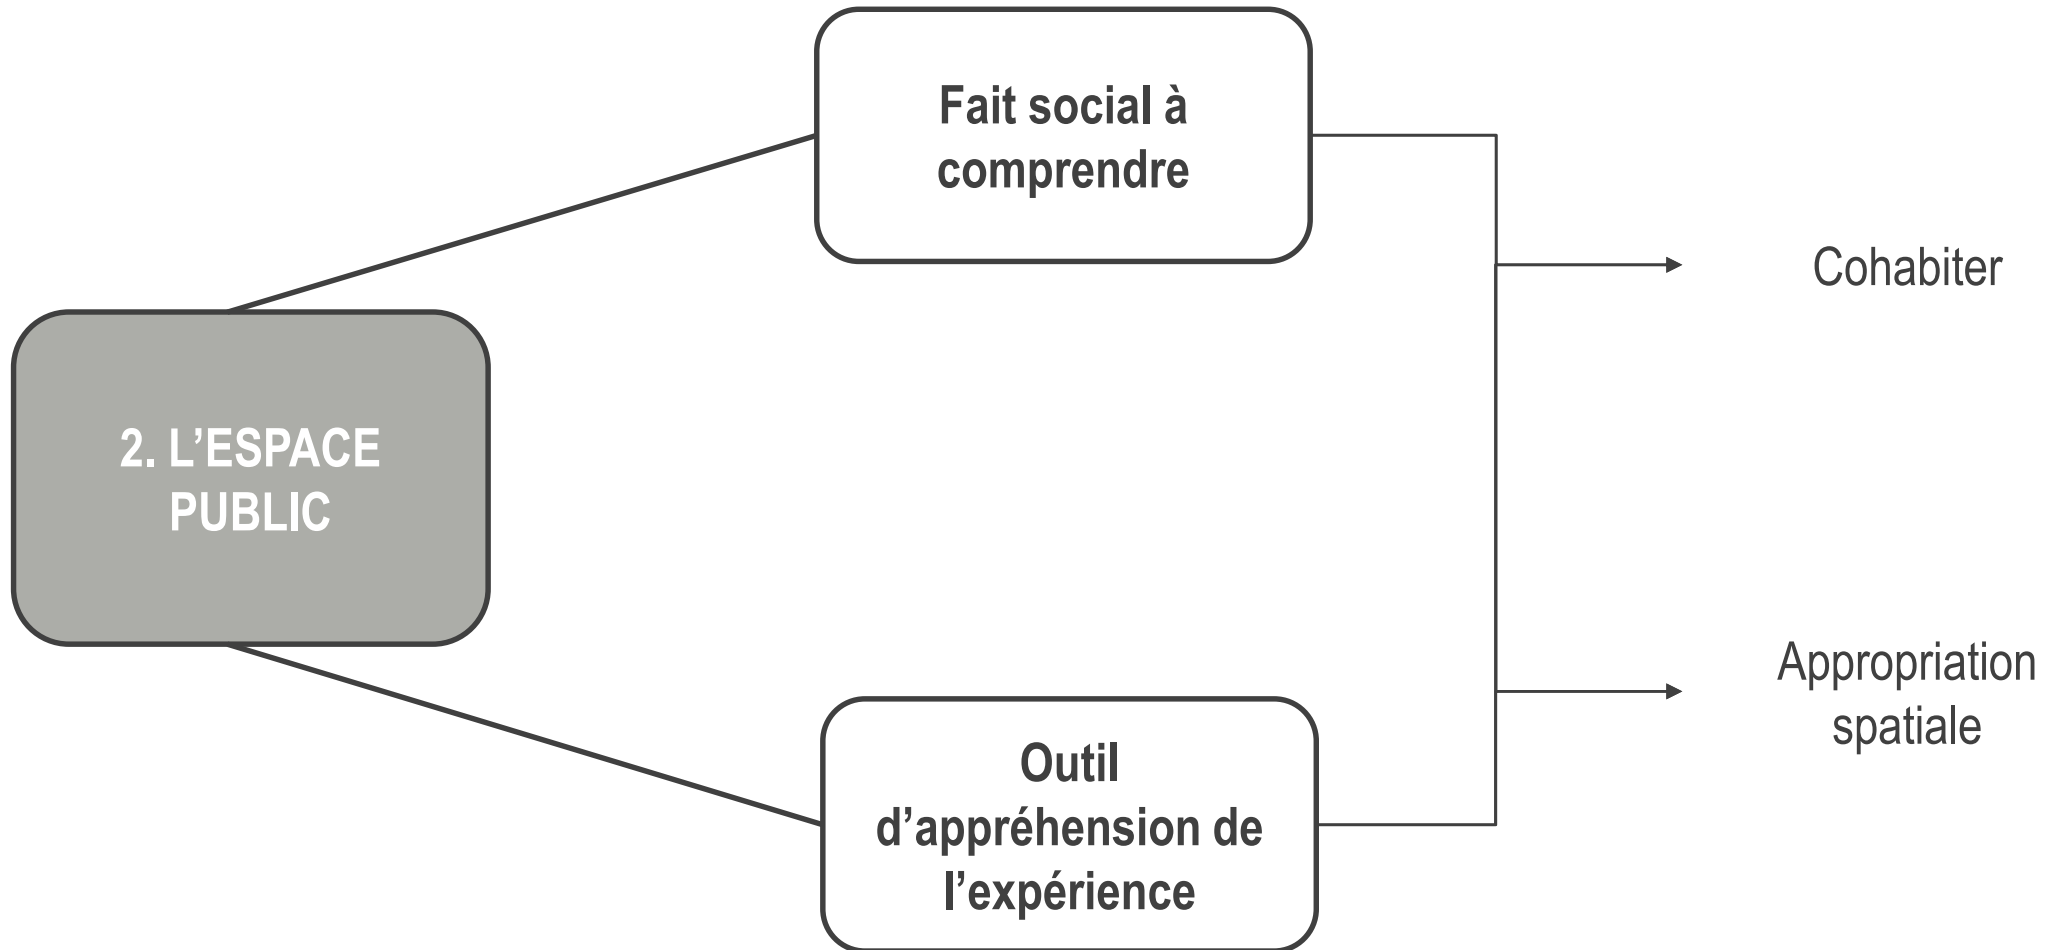 Fait social à
comprendre
Cohabiter
2. L’ESPACE
PUBLIC
Appropriation
spatiale
Outil
d’appréhension de
l’expérience